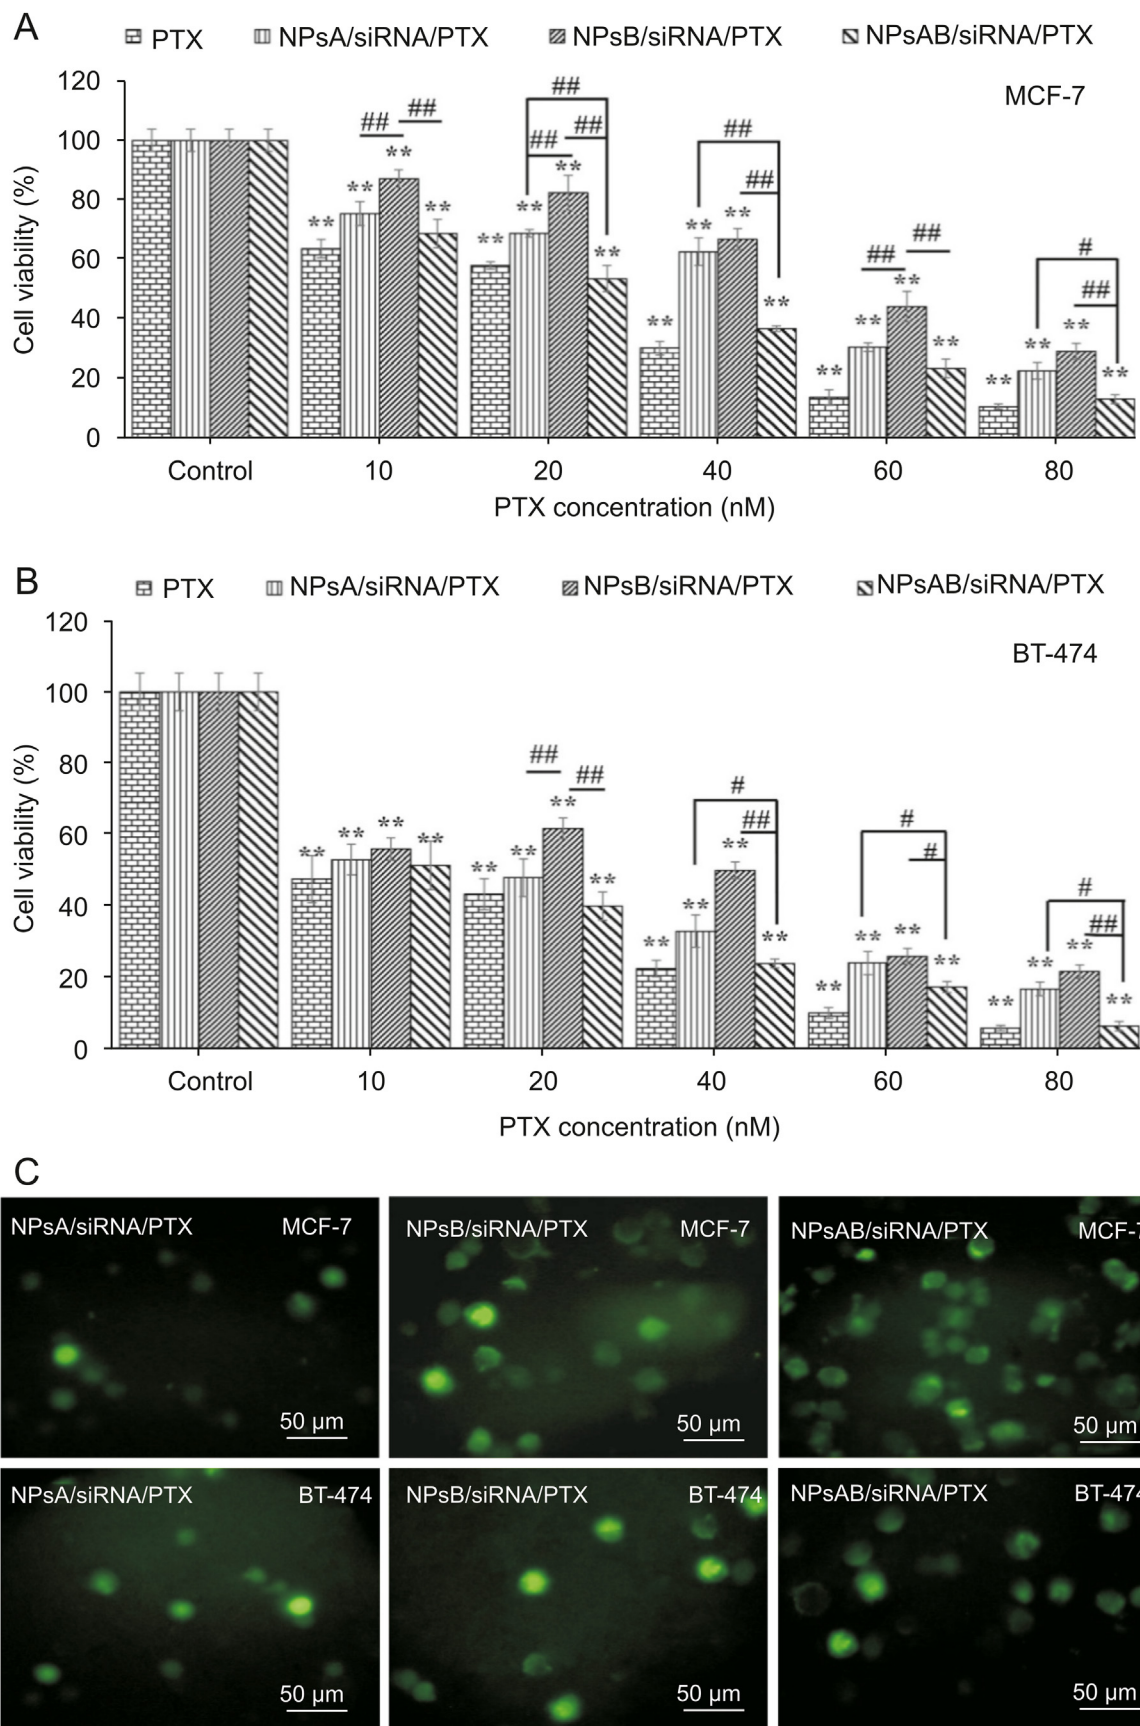 A
PTX NPsA/siRNA/PTX NPsB/siRNA/PTX NPsAB/siRNA/PTX
MCF-7
Cell viability (%)
120
100
80
60
40
20
0
** ** ** ** ## ##
** ** ** ** ## ## ##
** ** ** ** ## ##
** ** ** ** ## ##
** ** ** ** # ##
Control 10 20 40 60 80
PTX concentration (nM)
B
PTX NPsA/siRNA/PTX NPsB/siRNA/PTX NPsAB/siRNA/PTX
BT-474
Cell viability (%)
120
100
80
60
40
20
0
** ** ** **
** ** ** ** ## ##
** ** ** ** # ##
** ** ** ** # #
** ** ** ** # ##
Control 10 20 40 60 80
PTX concentration (nM)
C
NPsA/siRNA/PTX MCF-7
50 µm
NPsB/siRNA/PTX MCF-7
50 µm
NPsAB/siRNA/PTX MCF-7
50 µm
NPsA/siRNA/PTX BT-474
50 µm
NPsB/siRNA/PTX BT-474
50 µm
NPsAB/siRNA/PTX BT-474
50 µm